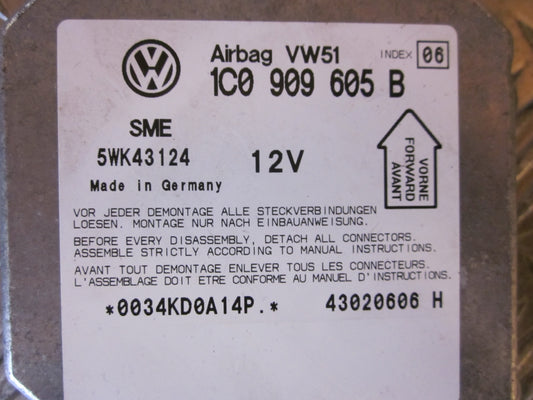 VW
Airbag VW51 INDEX 06
1C0 909 605 B
SME
5WK43124 12V
Made in Germany
VORNE
FORWARD
AVANT
VOR JEDER DEMONTAGE ALLE STECKVERBINDUNGEN
LOESEN. MONTAGE NUR NACH EINBAUANWEISUNG.
BEFORE EVERY DISASSEMBLY, DETACH ALL CONNECTORS.
ASSEMBLE STRICTLY ACCORDING TO MANUAL INSTRUCTIONS.
AVANT TOUT DEMONTAGE ENLEVER TOUS LES CONNECTEURS.
L'ASSEMBLAGE DOIT ETRE CONFORME AU MANUEL D'INSTRUCTIONS.
*0034KD0A14P.* 43020606 H